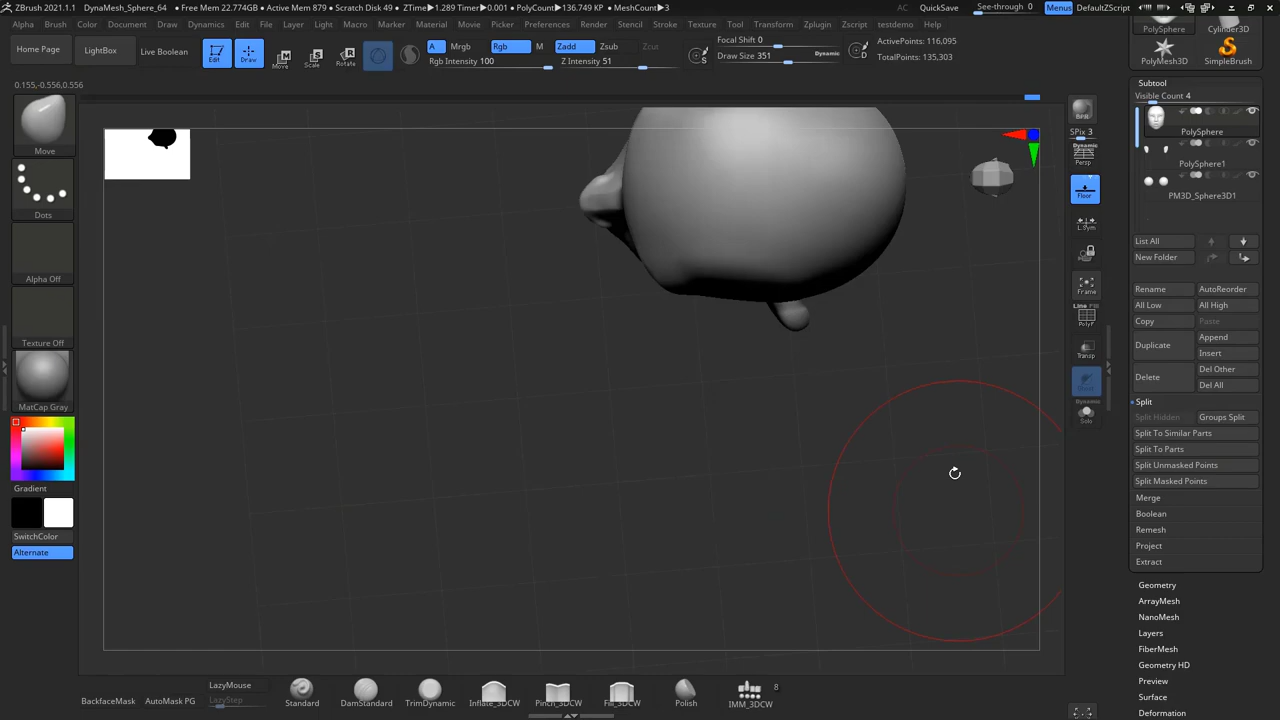 ZBrush 2021.1.1 DynaMesh_Sphere_64 • Free Mem 22.774GB • Active Mem 879 • Scratch Disk 49 • ZTime▶1.289 Timer▶0.001 • PolyCount▶136.749 KP • MeshCount▶3 AC QuickSave See-through 0 Menus DefaultZScript
Alpha Brush Color Document Draw Dynamics Edit File Layer Light Macro Marker Material Movie Picker Preferences Render Stencil Stroke Texture Tool Transform Zplugin Zscript testdemo View
Home Page
LightBox
Live Boolean
Edit
Draw
Move
Scale
Rotate
A
Mrgb
Rgb
M
Rgb Intensity 100
Zadd
Zsub
Zcut
Z Intensity 51
S
Focal Shift 0
Draw Size 351
Dynamic
D
ActivePoints: 116,095
TotalPoints: 135,303
0.155,-0.556,0.556
Move
Dots
Alpha Off
Texture Off
MatCap Gray
Gradient
SwitchColor
Alternate
BPR
SPix 3
Dynamic
Persp
Floor
L.Sym
Frame
Line Fill
PolyF
Transp
Dynamic
Solo
PolySphere
Cylinder3D
PolyMesh3D
SimpleBrush
Subtool
Visible Count 4
PolySphere
PolySphere1
PM3D_Sphere3D1
List All
New Folder
Rename AutoReorder
All Low All High
Copy Paste
Duplicate
Append
Insert
Delete
Del Other
Del All
Split
Split Hidden Groups Split
Split To Similar Parts
Split To Parts
Split Unmasked Points
Split Masked Points
Merge
Boolean
Remesh
Project
Extract
Geometry
ArrayMesh
NanoMesh
Layers
FiberMesh
Geometry HD
Preview
Surface
Deformation
BackfaceMask
AutoMask PG
LazyMouse
LazyStep
Standard
DamStandard
TrimDynamic
Inflate_3DCW
Pinch_3DCW
Fill_3DCW
Polish
IMM_3DCW
8